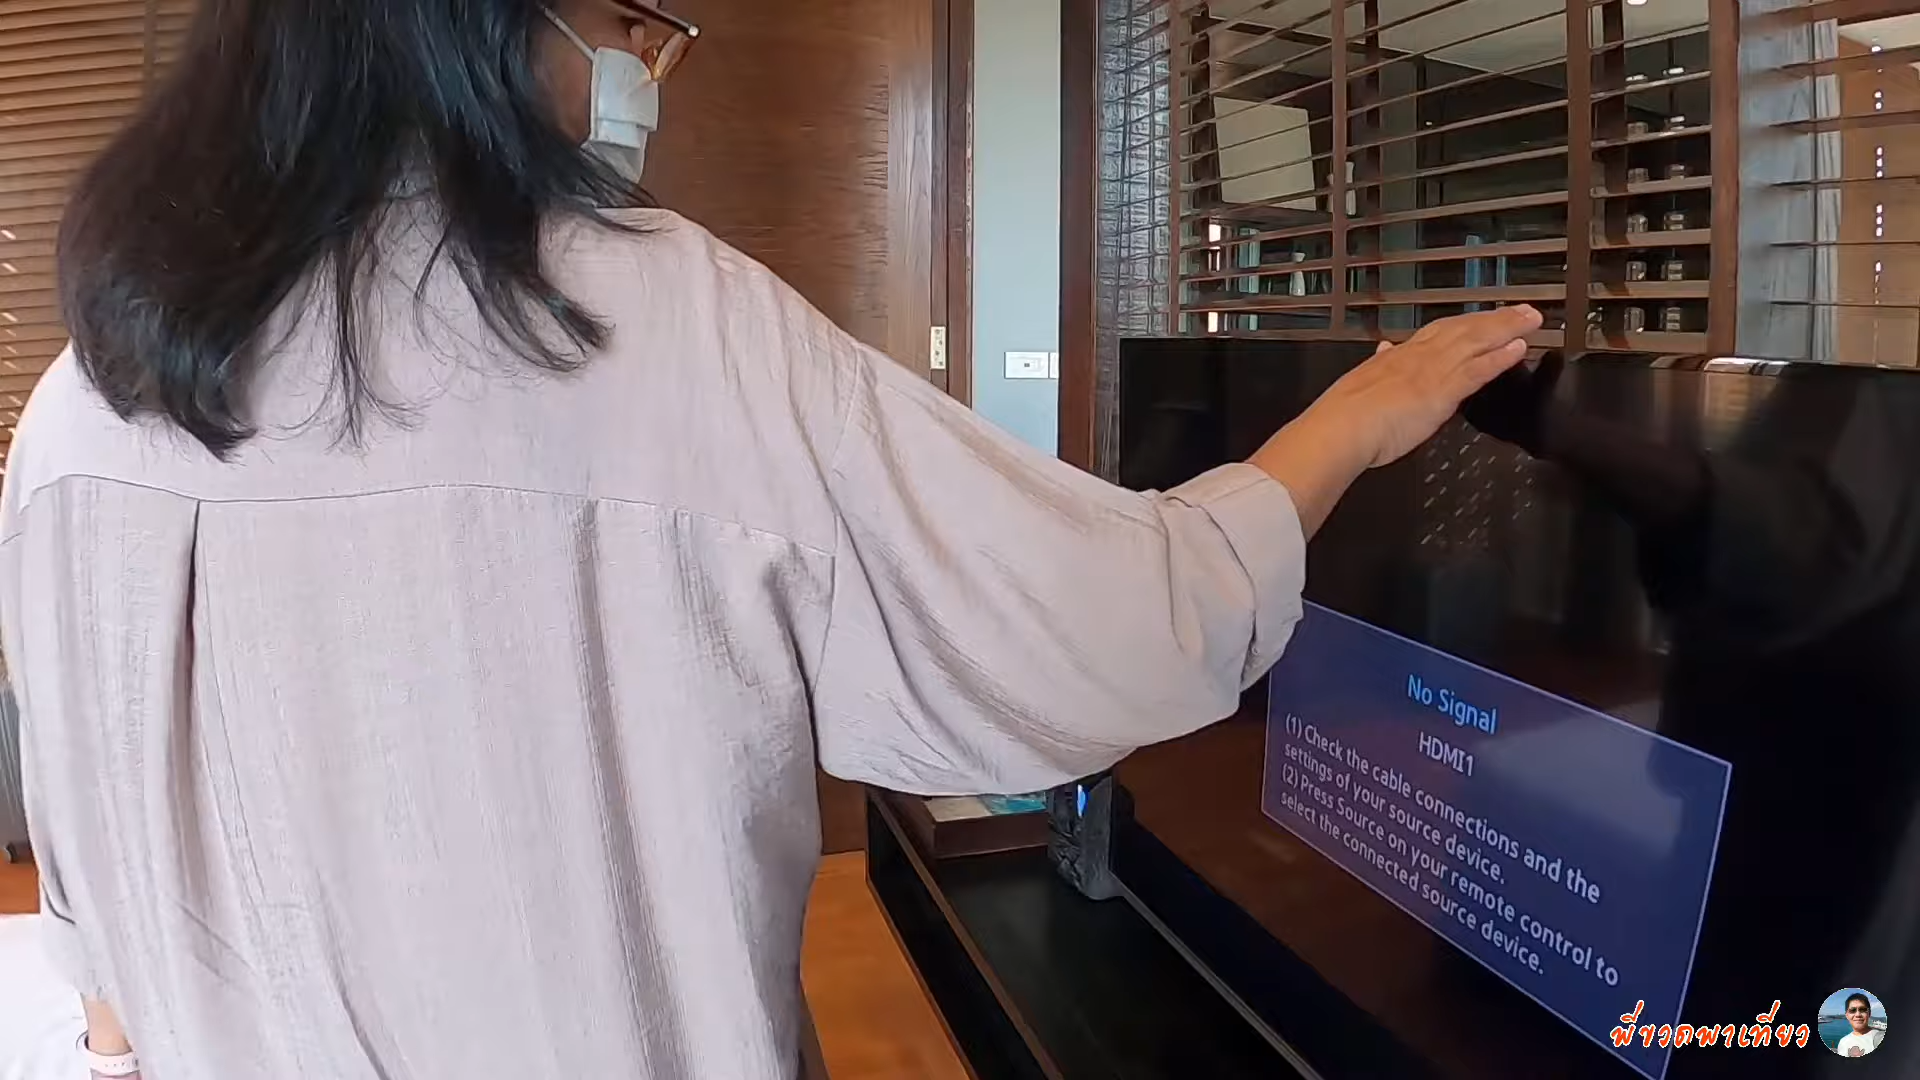 No Signal
HDMI1
(1) Check the cable connections and the
settings of your source device.
(2) Press Source on your remote control to
select the connected source device.
พี่ขวดพาเที่ยว